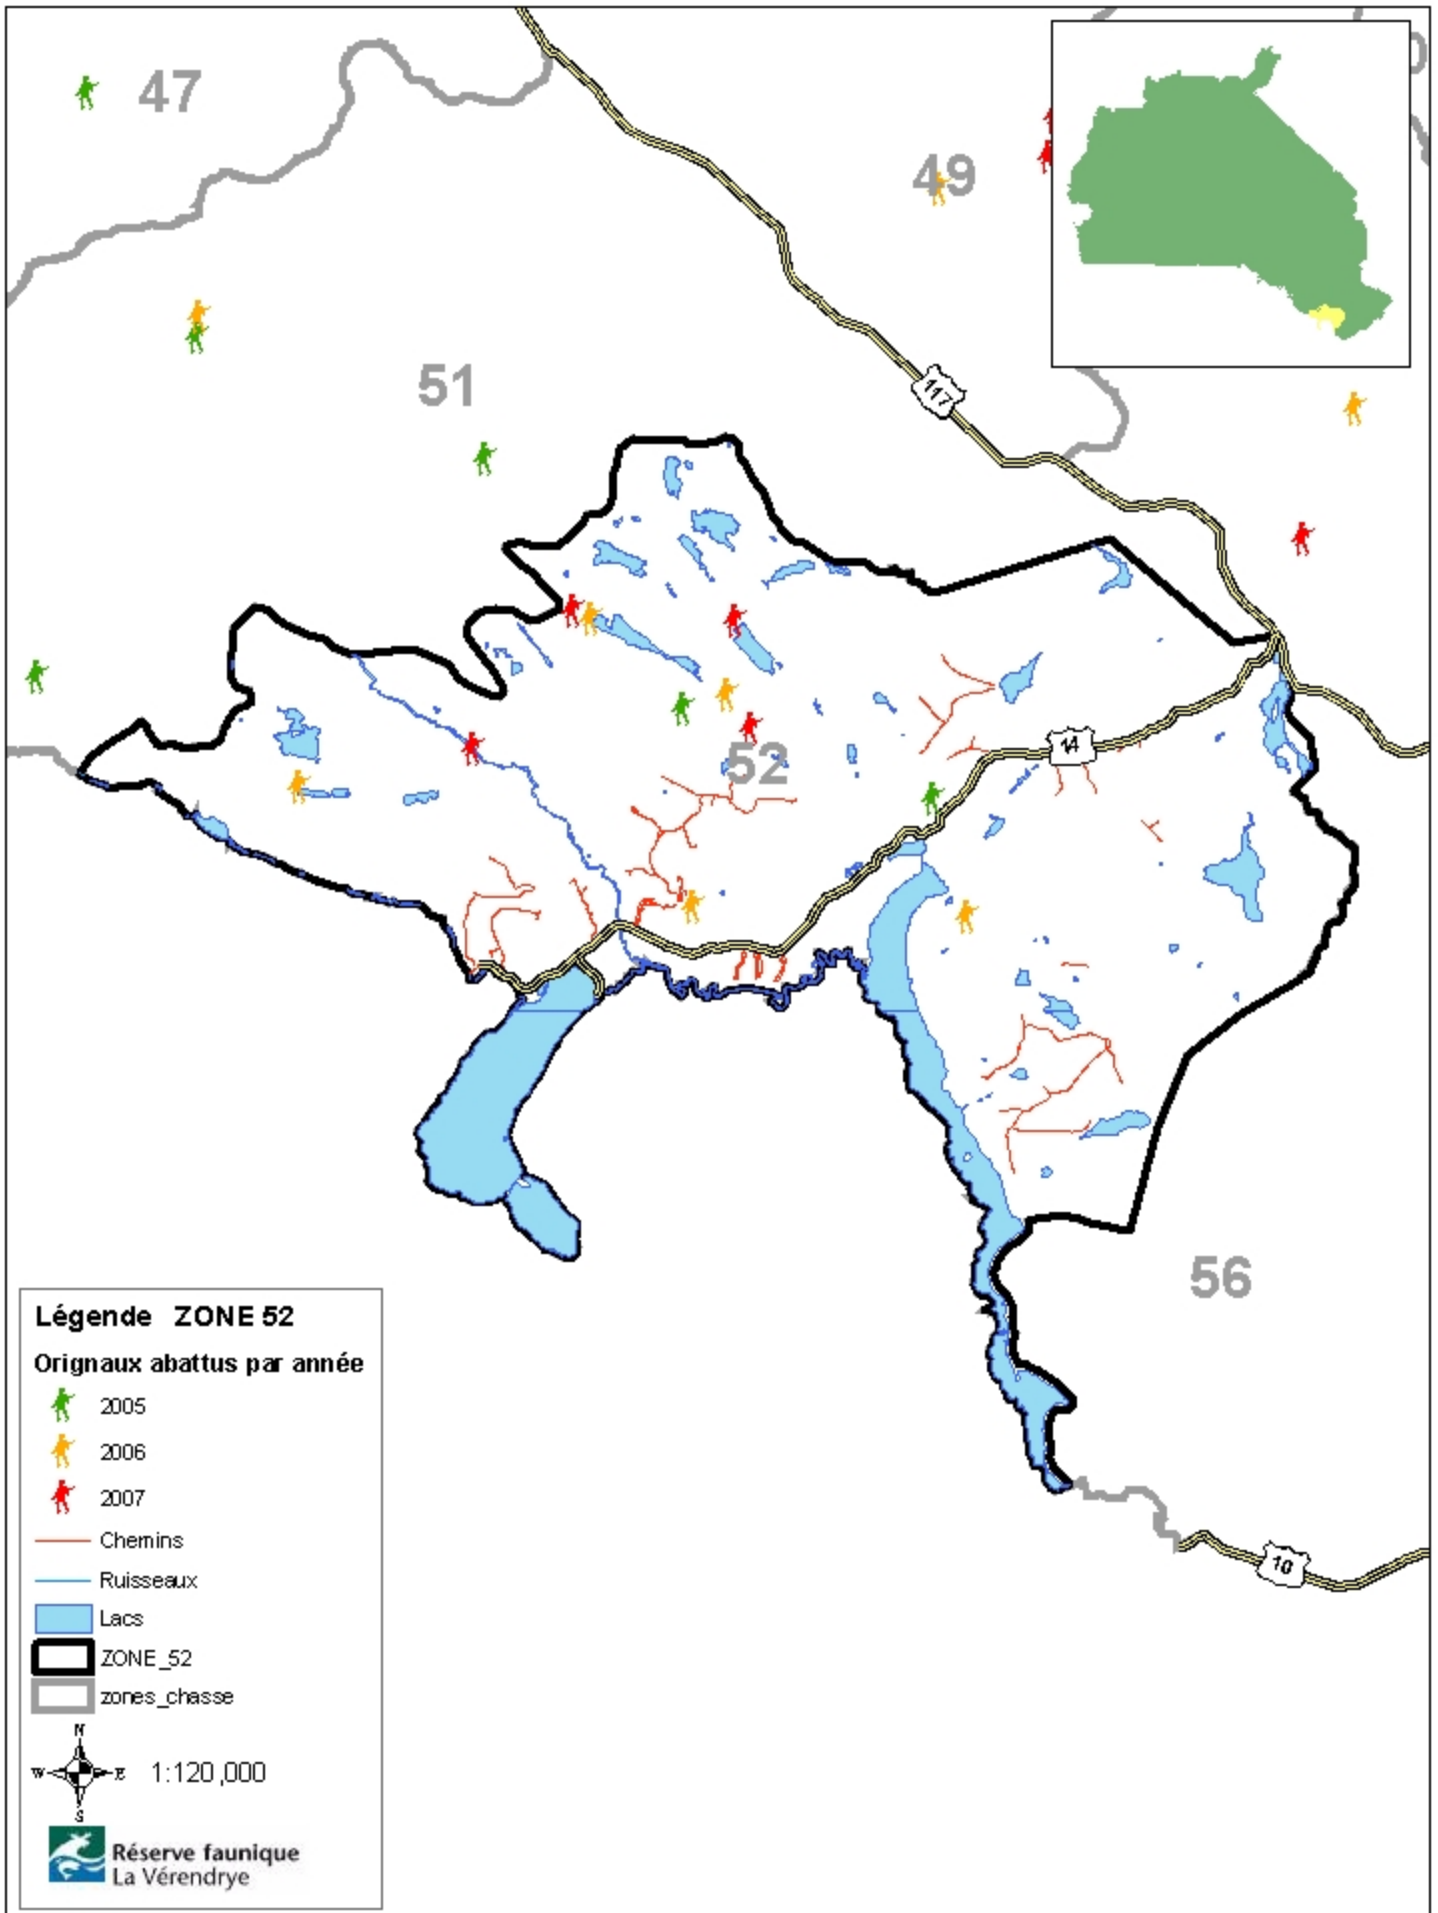 47
49
51
117
14
52
56
10
Légende ZONE 52
Orignaux abattus par année
2005
2006
2007
Chemins
Ruisseaux
Lacs
ZONE_52
zones_chasse
N
W E 1:120,000
S
Réserve faunique
La Vérendrye